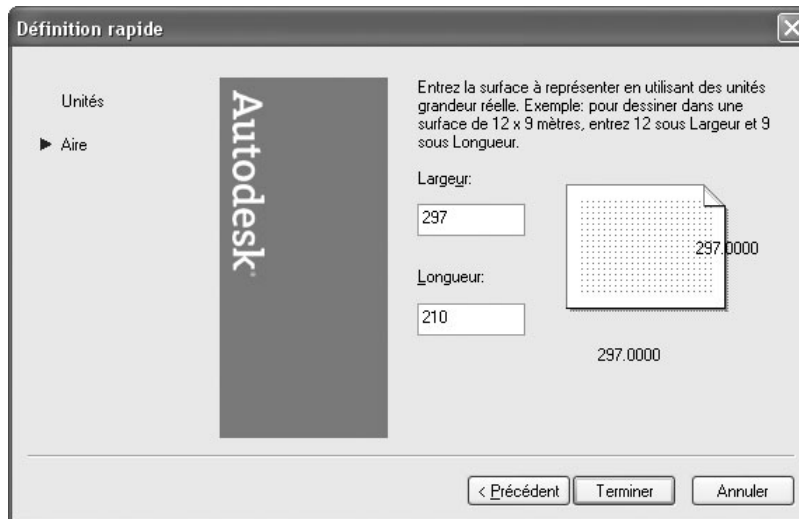 Définition rapide
Unités
Aire
Autodesk
Entrez la surface à représenter en utilisant des unités
grandeur réelle. Exemple: pour dessiner dans une
surface de 12 x 9 mètres, entrez 12 sous Largeur et 9
sous Longueur.
Largeur:
297
297.0000
Longueur:
210
297.0000
< Précédent
Terminer
Annuler